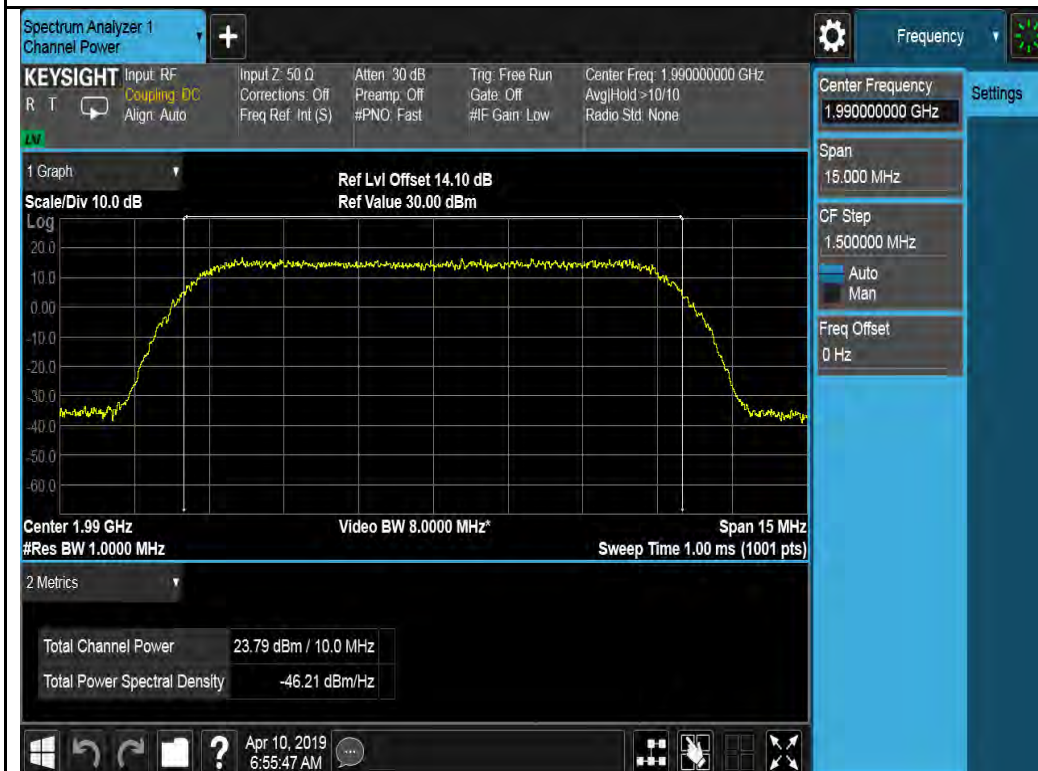 Spectrum Analyzer 1
Channel Power
+
Frequency
KEYSIGHT Input: RF
R T
Coupling: DC
Align: Auto
LNI
Input Z: 50 Ω
Corrections: Off
Freq Ref: Int (S)
Atten: 30 dB
Preamp: Off
#PNO: Fast
Trig: Free Run
Gate: Off
#IF Gain: Low
Center Freq: 1.990000000 GHz
Avg|Hold >10/10
Radio Std: None
1 Graph
Scale/Div 10.0 dB
Ref Lvl Offset 14.10 dB
Ref Value 30.00 dBm
Log
20.0
10.0
0.00
-10.0
-20.0
-30.0
-40.0
-50.0
-60.0
Center 1.99 GHz
#Res BW 1.0000 MHz
Video BW 8.0000 MHz*
Span 15 MHz
Sweep Time 1.00 ms (1001 pts)
2 Metrics
Total Channel Power 23.79 dBm / 10.0 MHz
Total Power Spectral Density -46.21 dBm/Hz
Center Frequency
1.990000000 GHz
Span
15.000 MHz
CF Step
1.500000 MHz
Auto
Man
Freq Offset
0 Hz
Settings
?
Apr 10, 2019
6:55:47 AM